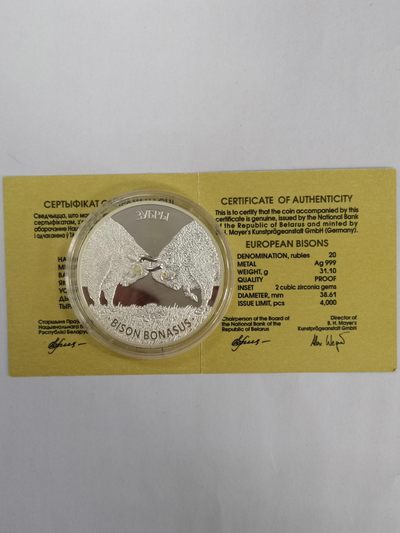 СЕРТЫФІКАТ
Сведчыцца, што
сертыфікатам,
абарачэнне
ЗУБРЫ
BISON BONASUS
Старшыня
Нацыянальнага
Рэспублікі Беларусь
CERTIFICATE OF AUTHENTICITY
This is to certify that the coin accompanied by this
certificate is genuine, issued by the National Bank
of the Republic of Belarus and minted by
H. Mayer's Kunstprägeanstalt GmbH (Germany).
EUROPEAN BISONS
DENOMINATION, rubles 20
METAL Ag 999
WEIGHT, g 31.10
QUALITY PROOF
INSET 2 cubic zirconia gems
DIAMETER, mm 38.61
ISSUE LIMIT, pcs 4,000
Chairperson of the Board of
the National Bank of the
Republic of Belarus
Director of
B. H. Mayer's
Kunstprägeanstalt GmbH